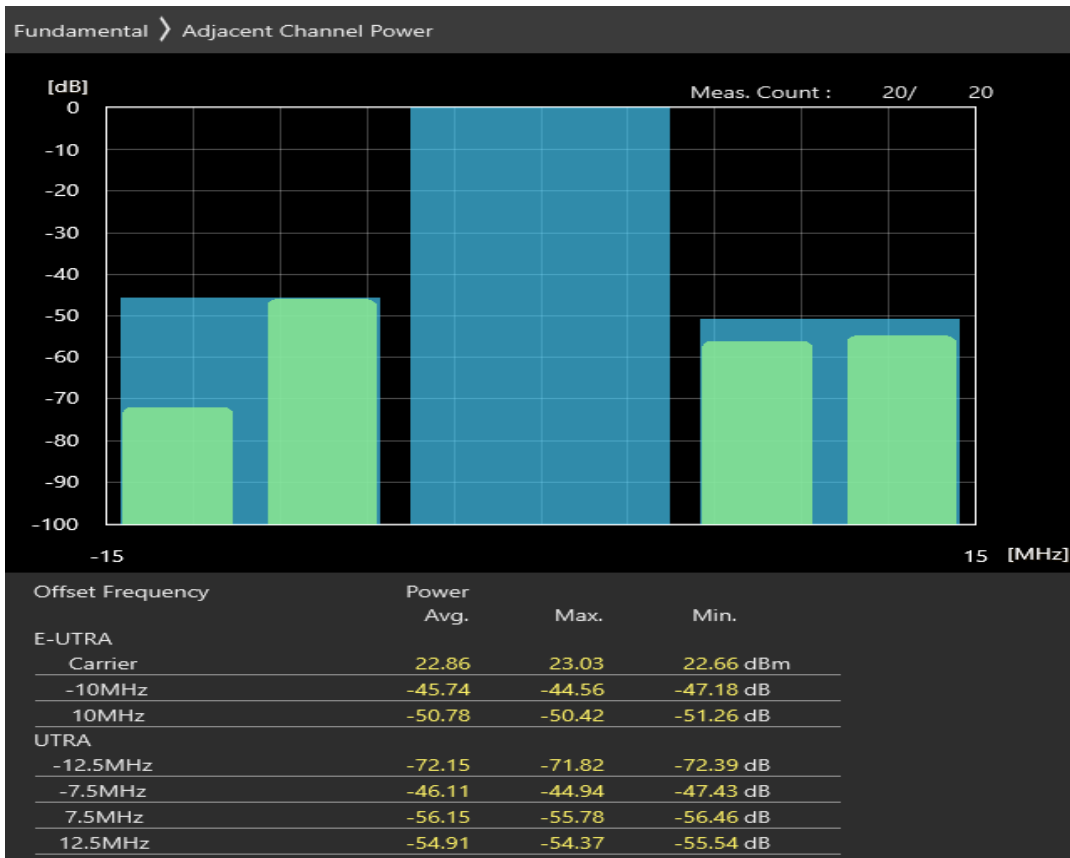 Fundamental 〉 Adjacent Channel Power
[dB]
Meas. Count : 20/ 20
0
-10
-20
-30
-40
-50
-60
-70
-80
-90
-100
-15 15 [MHz]
Offset Frequency Power
Avg. Max. Min.
E-UTRA
Carrier 22.86 23.03 22.66 dBm
-10MHz -45.74 -44.56 -47.18 dB
10MHz -50.78 -50.42 -51.26 dB
UTRA
-12.5MHz -72.15 -71.82 -72.39 dB
-7.5MHz -46.11 -44.94 -47.43 dB
7.5MHz -56.15 -55.78 -56.46 dB
12.5MHz -54.91 -54.37 -55.54 dB